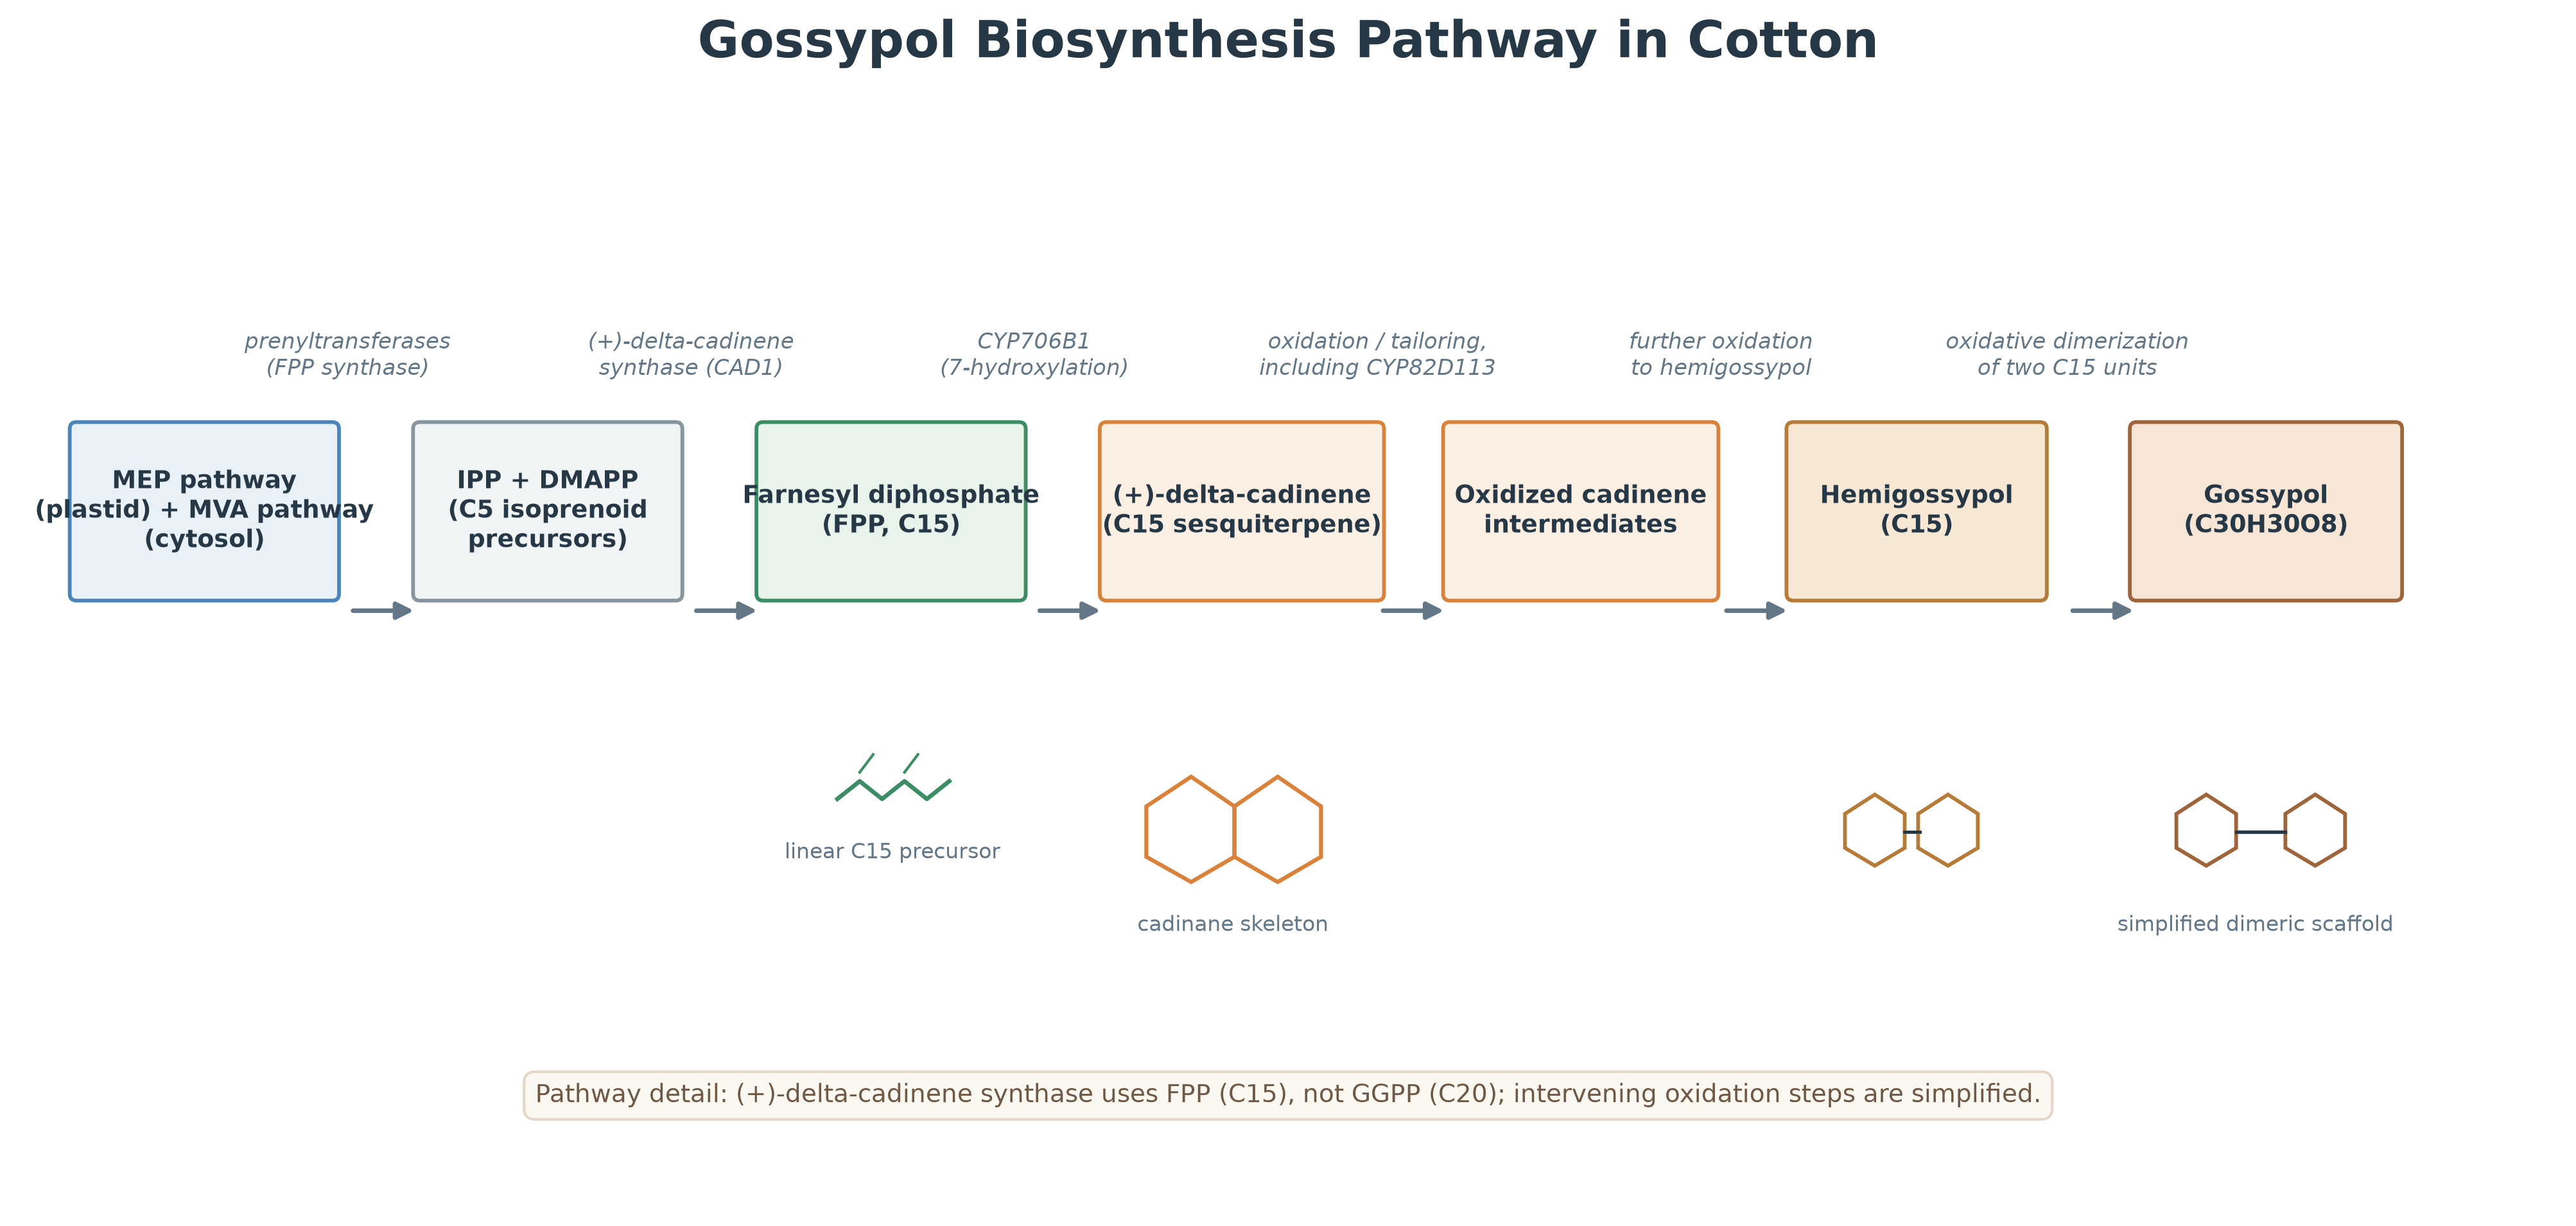 Gossypol Biosynthesis Pathway in Cotton
prenyltransferases
(FPP synthase)
(+)-delta-cadinene
synthase (CAD1)
CYP706B1
(7-hydroxylation)
oxidation / tailoring,
including CYP82D113
further oxidation
to hemigossypol
oxidative dimerization
of two C15 units
MEP pathway
(plastid) + MVA pathway
(cytosol)
IPP + DMAPP
(C5 isoprenoid
precursors)
Farnesyl diphosphate
(FPP, C15)
(+)-delta-cadinene
(C15 sesquiterpene)
Oxidized cadinene
intermediates
Hemigossypol
(C15)
Gossypol
(C30H30O8)
linear C15 precursor
cadinane skeleton
simplified dimeric scaffold
Pathway detail: (+)-delta-cadinene synthase uses FPP (C15), not GGPP (C20); intervening oxidation steps are simplified.